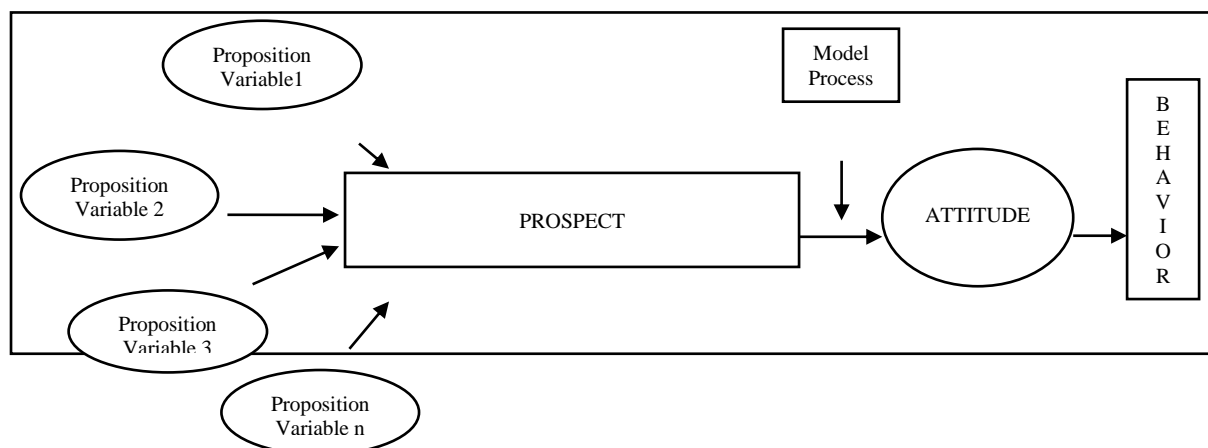 Proposition
Variable1
Model
Process
Proposition
Variable 2
PROSPECT
ATTITUDE
B
E
H
A
V
I
O
R
Proposition
Variable 3
Proposition
Variable n